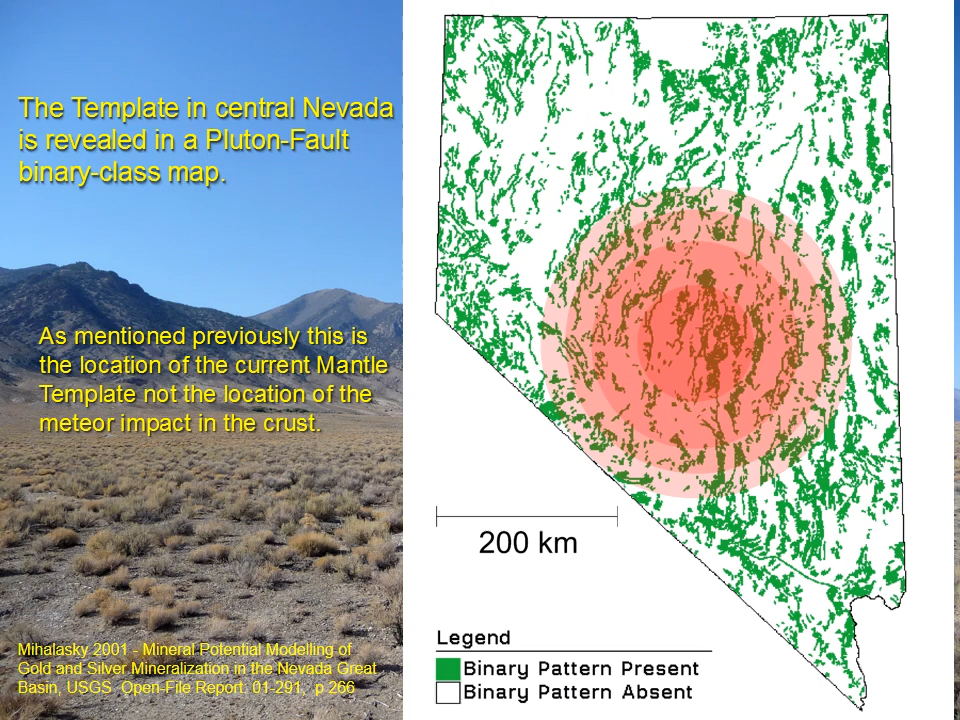 The Template in central Nevada
is revealed in a Pluton-Fault
binary-class map.
As mentioned previously this is
the location of the current Mantle
Template not the location of the
meteor impact in the crust.
Mihalasky 2001 - Mineral Potential Modelling of
Gold and Silver Mineralization in the Nevada Great
Basin, USGS Open-File Report. 01-291, p 266
200 km
Legend
Binary Pattern Present
Binary Pattern Absent